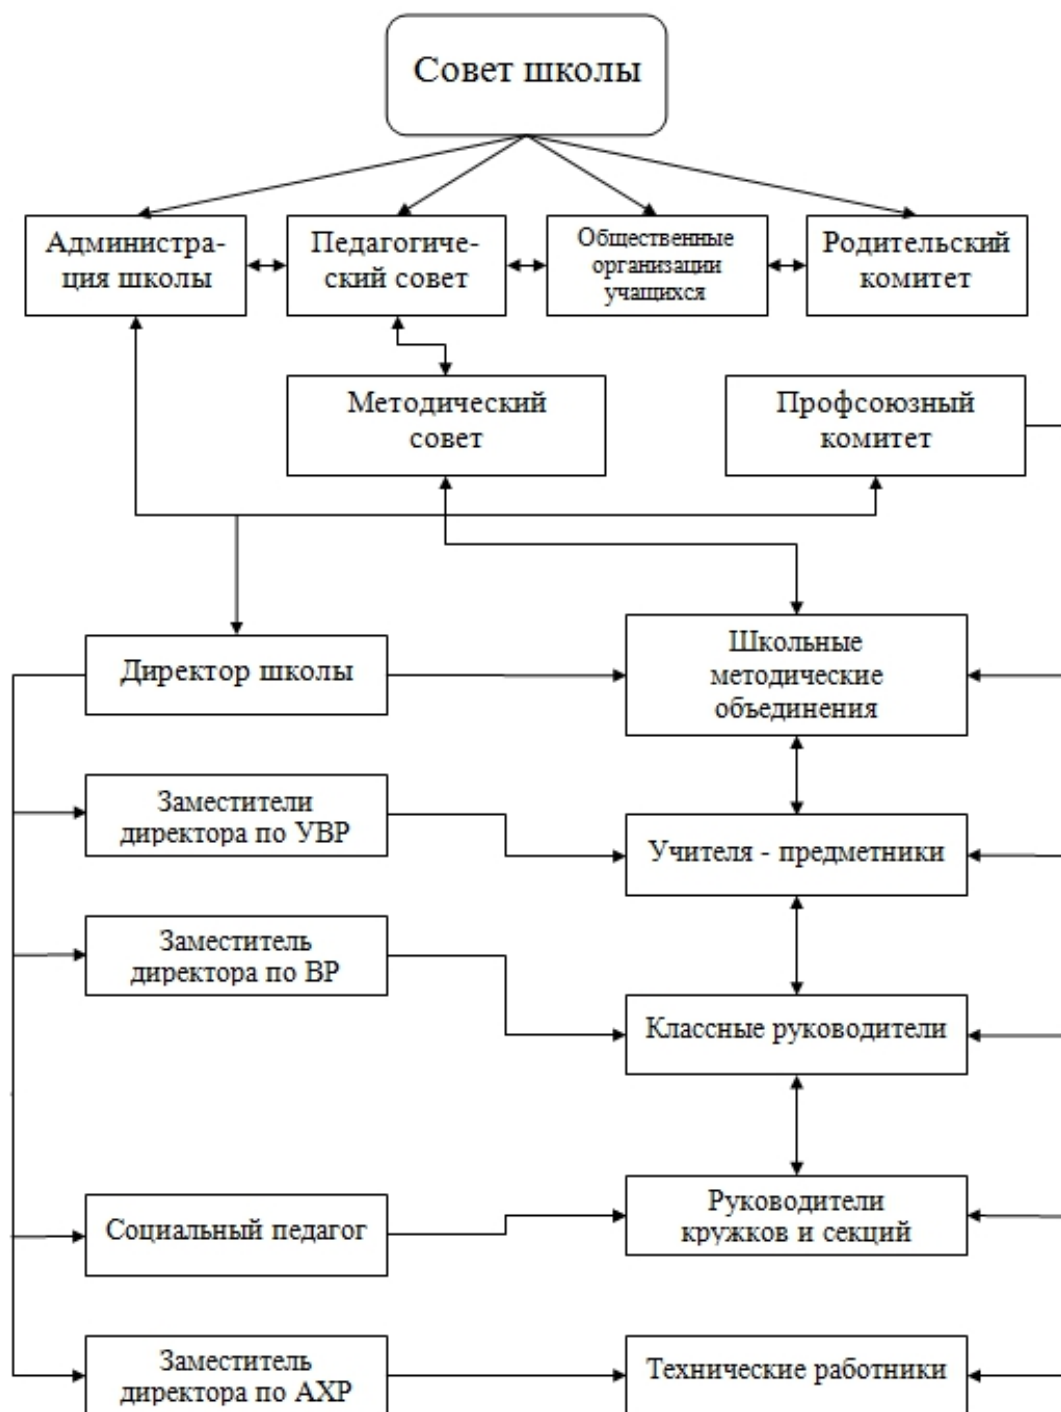 Совет школы
Администра-
ция школы
Педагогиче-
ский совет
Общественные
организации
учащихся
Родительский
комитет
Методический
совет
Профсоюзный
комитет
Директор школы
Школьные
методические
объединения
Заместители
директора по УВР
Учителя - предметники
Заместитель
директора по ВР
Классные руководители
Социальный педагог
Руководители
кружков и секций
Заместитель
директора по АХР
Технические работники